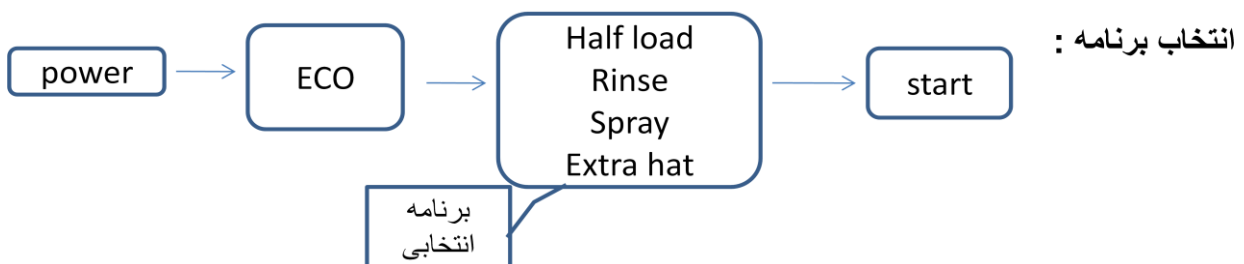 انتخاب برنامه :
power
ECO
Half load
Rinse
Spray
Extra hat
start
برنامه
انتخابی